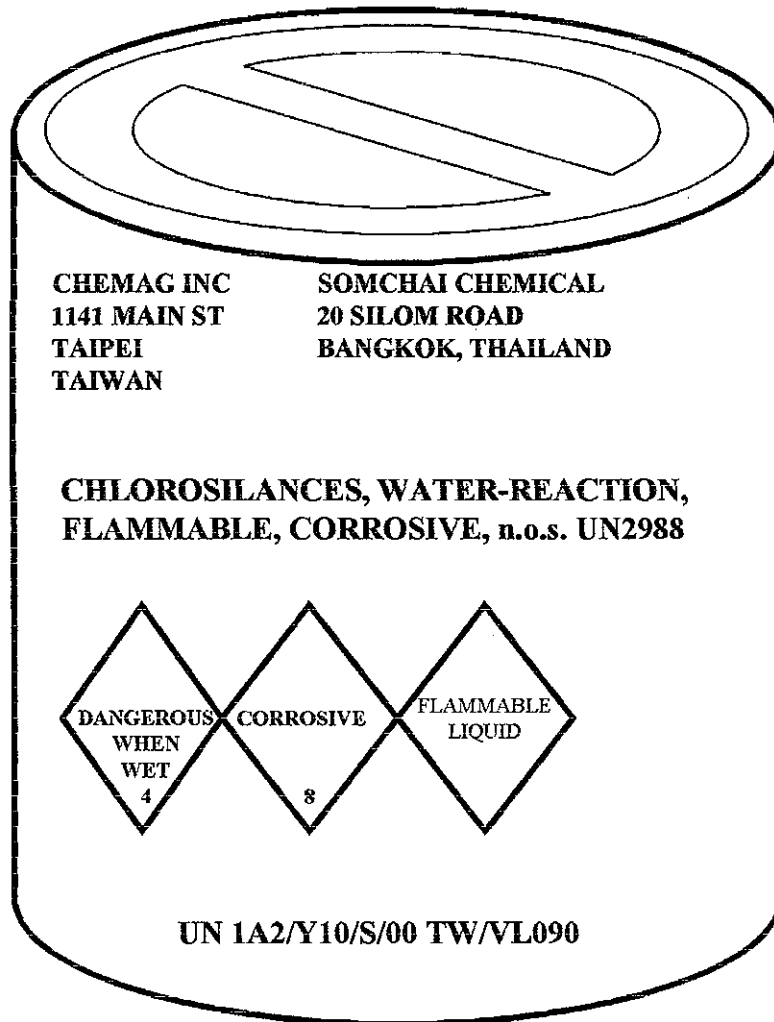 CHEMAG INC
1141 MAIN ST
TAIPEI
TAIWAN
SOMCHAI CHEMICAL
20 SILOM ROAD
BANGKOK, THAILAND
CHLOROSILANCES, WATER-REACTION,
FLAMMABLE, CORROSIVE, n.o.s. UN2988
DANGEROUS
WHEN
WET
4
CORROSIVE
8
FLAMMABLE
LIQUID
UN 1A2/Y10/S/00 TW/VL090